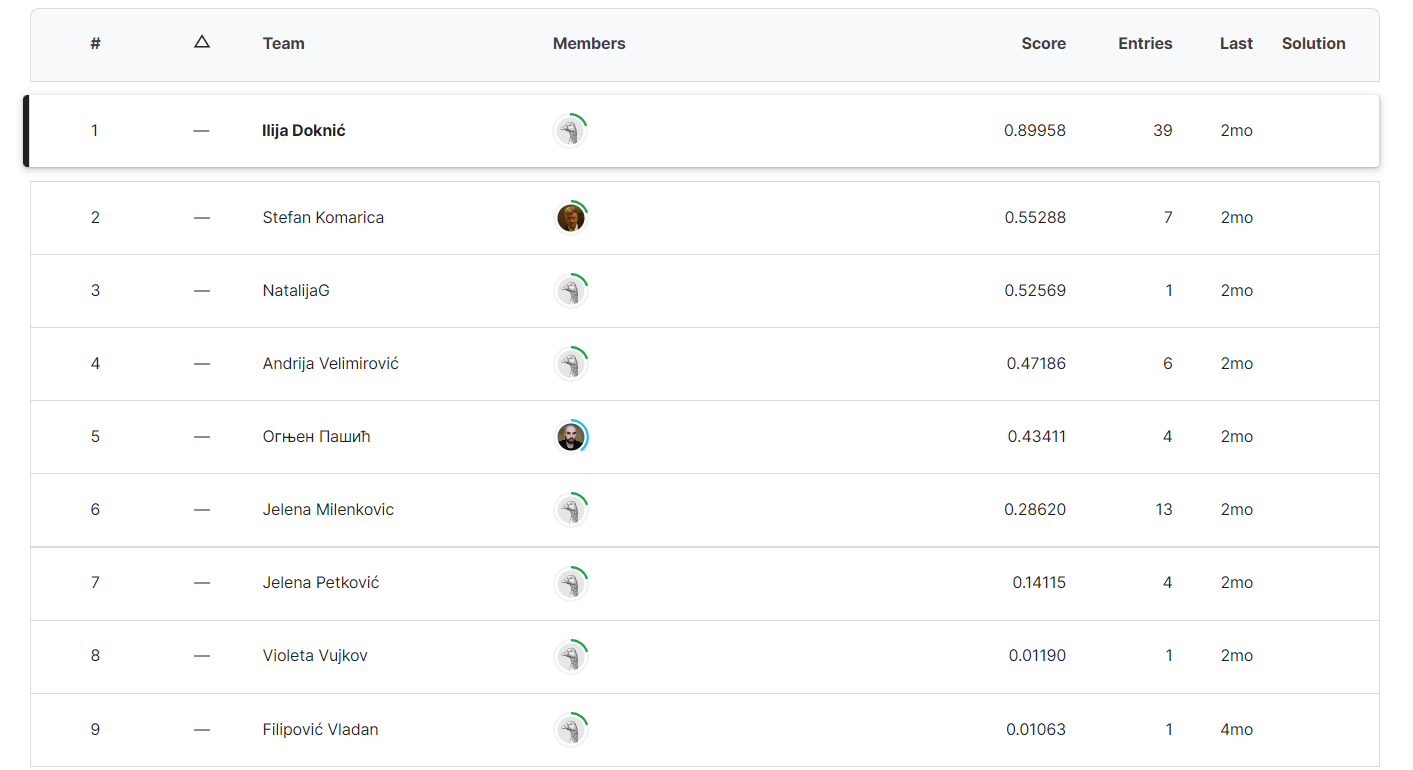 # △ Team Members Score Entries Last Solution
1 — Ilija Doknić 0.89958 39 2mo
2 — Stefan Komarica 0.55288 7 2mo
3 — NatalijaG 0.52569 1 2mo
4 — Andrija Velimirović 0.47186 6 2mo
5 — Огњен Пашић 0.43411 4 2mo
6 — Jelena Milenkovic 0.28620 13 2mo
7 — Jelena Petković 0.14115 4 2mo
8 — Violeta Vujkov 0.01190 1 2mo
9 — Filipović Vladan 0.01063 1 4mo